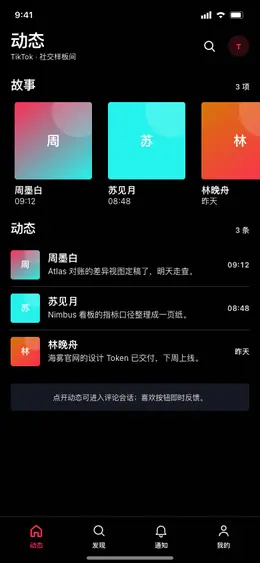 9:41
动态
TikTok · 社交样板间
T
故事
3 项
周
苏
林
周墨白
09:12
苏见月
08:48
林晚舟
昨天
动态
3 条
周
周墨白
Atlas 对账的差异视图定稿了，明天走查。
09:12
苏
苏见月
Nimbus 看板的指标口径整理成一页纸。
08:48
林
林晚舟
海雾官网的设计 Token 已交付，下周上线。
昨天
点开动态可进入评论会话；喜欢按钮即时反馈。
动态
发现
通知
我的